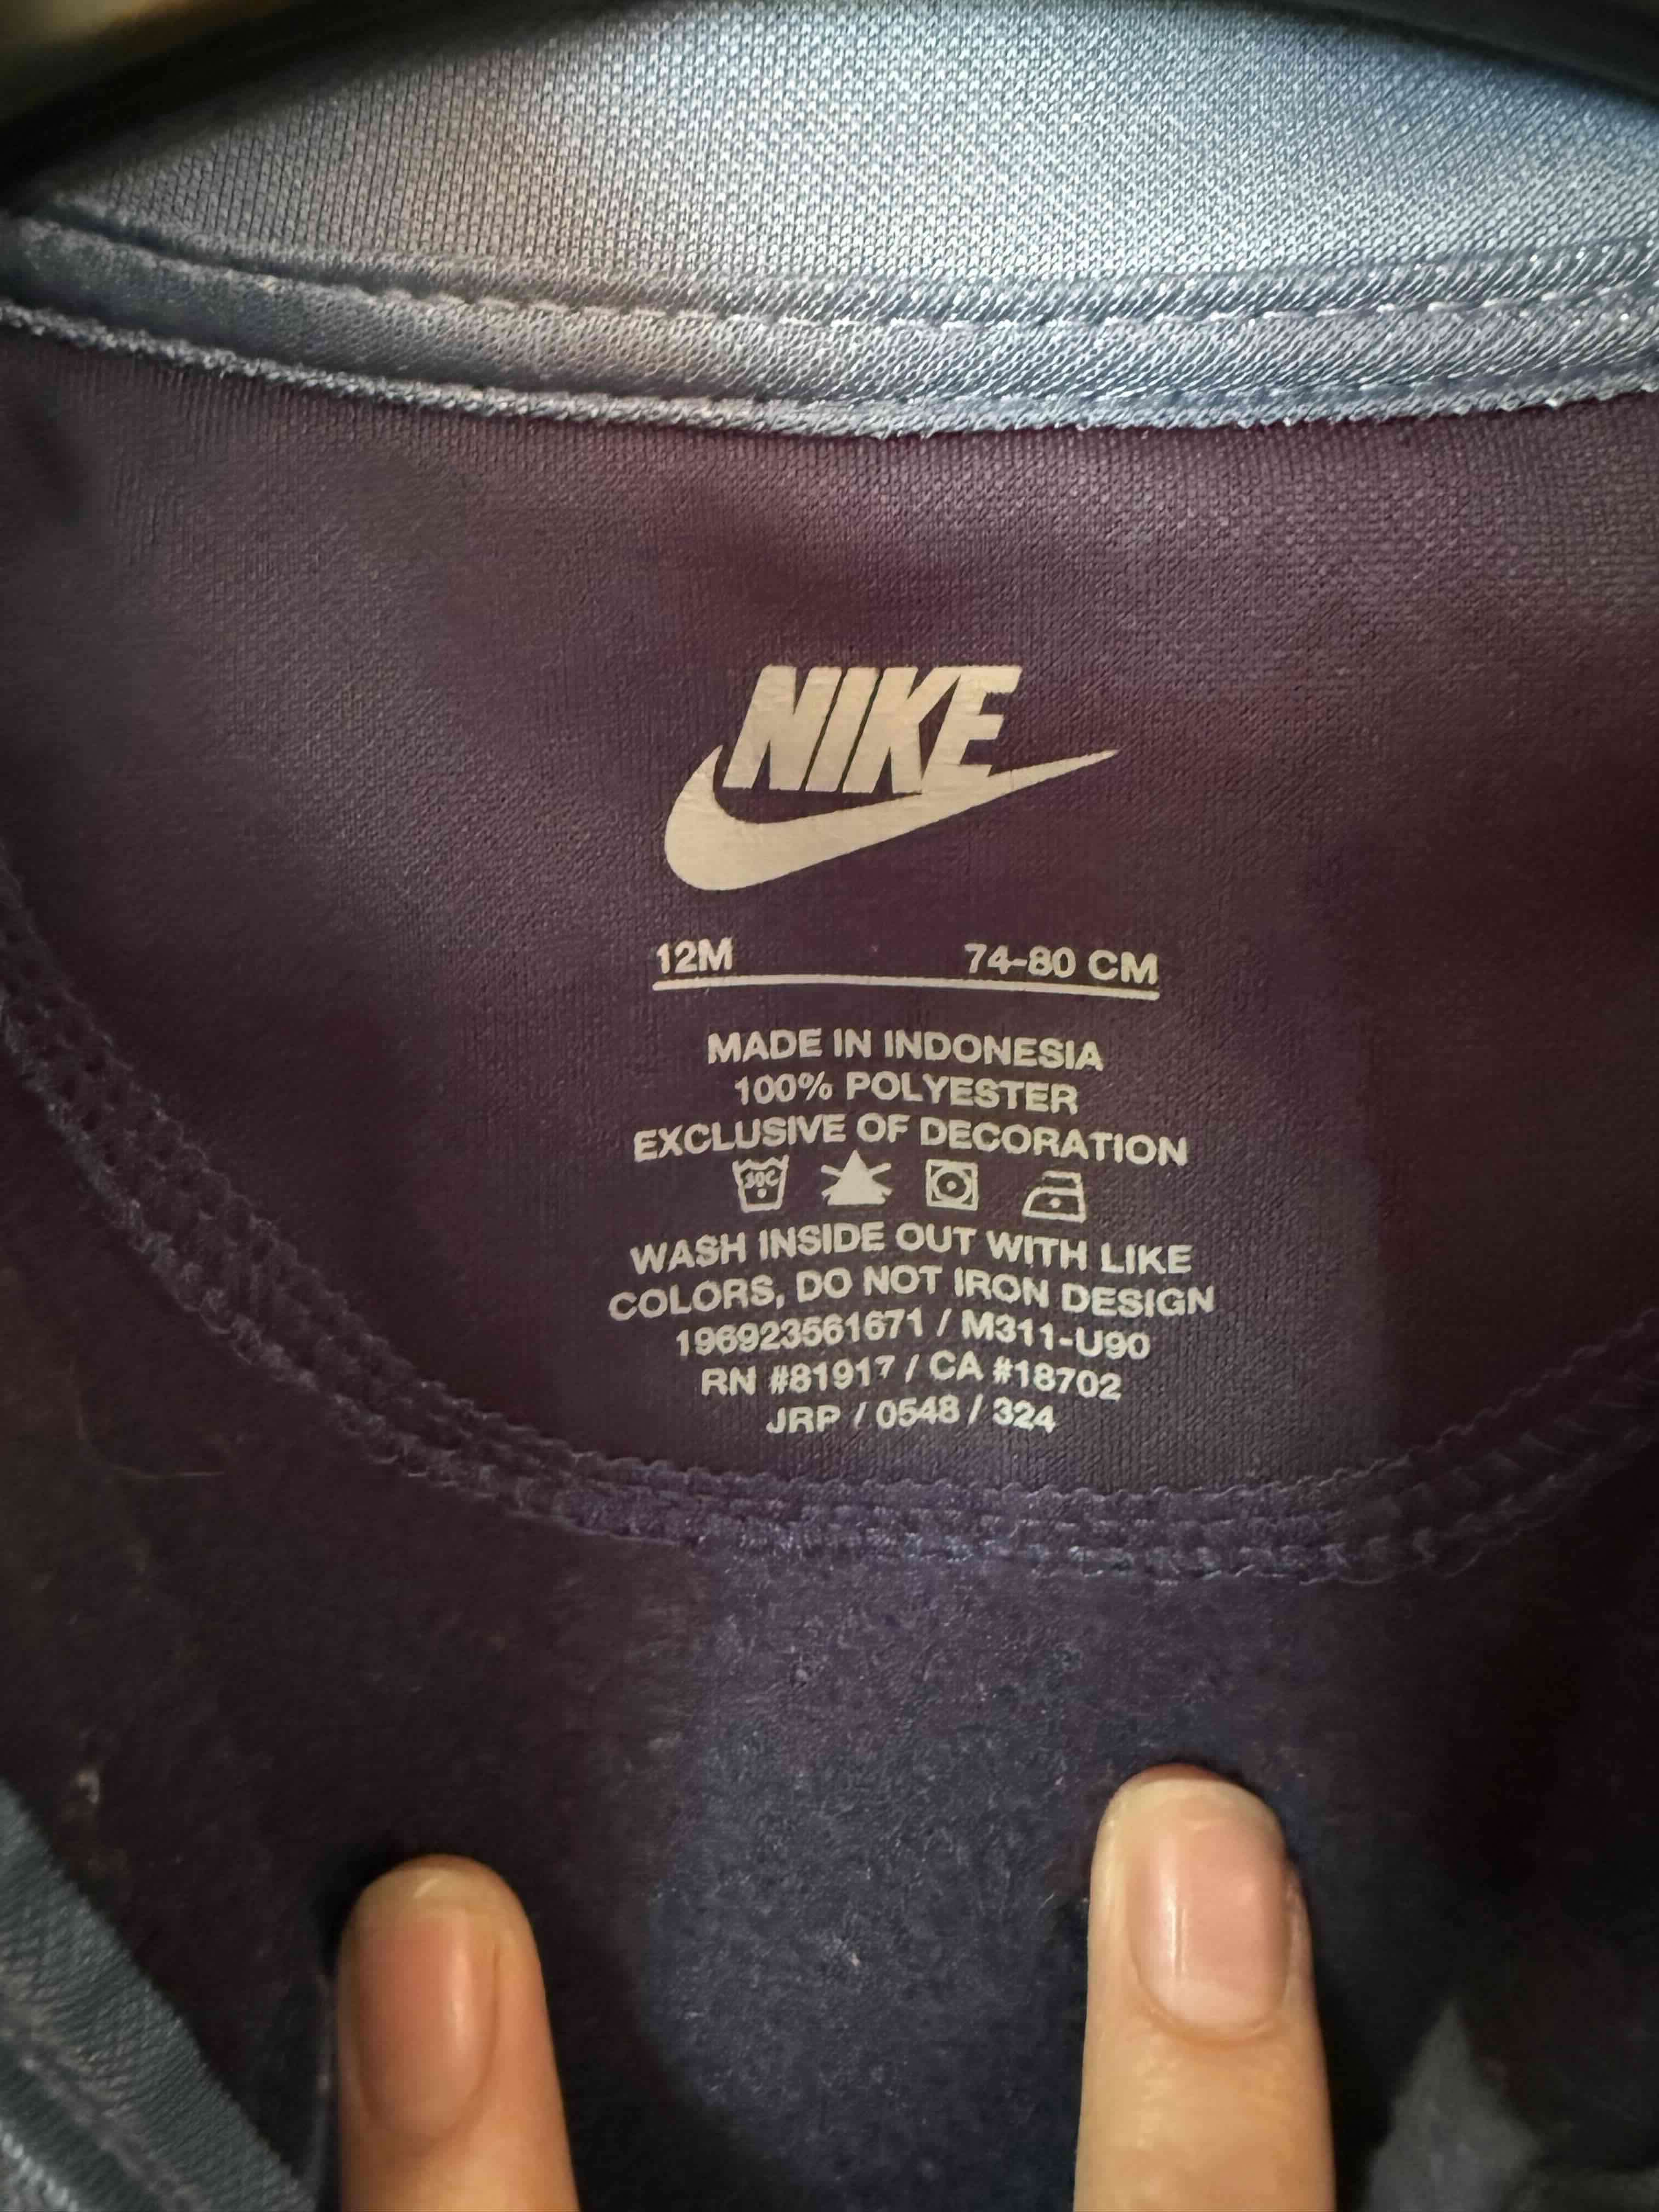 NIKE
12M 74-80 CM
MADE IN INDONESIA
100% POLYESTER
EXCLUSIVE OF DECORATION
30C
WASH INSIDE OUT WITH LIKE
COLORS, DO NOT IRON DESIGN
196923561671 / M311-U90
RN #81917 / CA #18702
JRP / 0548 / 324